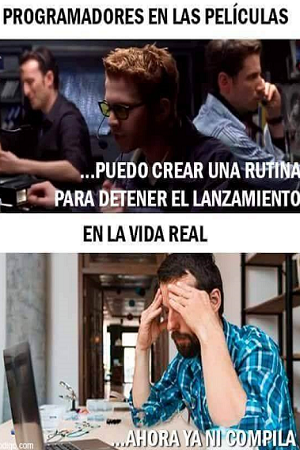 PROGRAMADORES EN LAS PELÍCULAS
...PUEDO CREAR UNA RUTINA
PARA DETENER EL LANZAMIENTO
EN LA VIDA REAL
...AHORA YA NI COMPILA